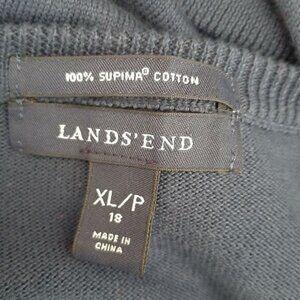 100% SUPIMA® COTTON
LANDS' END
XL/P
18
MADE IN
CHINA